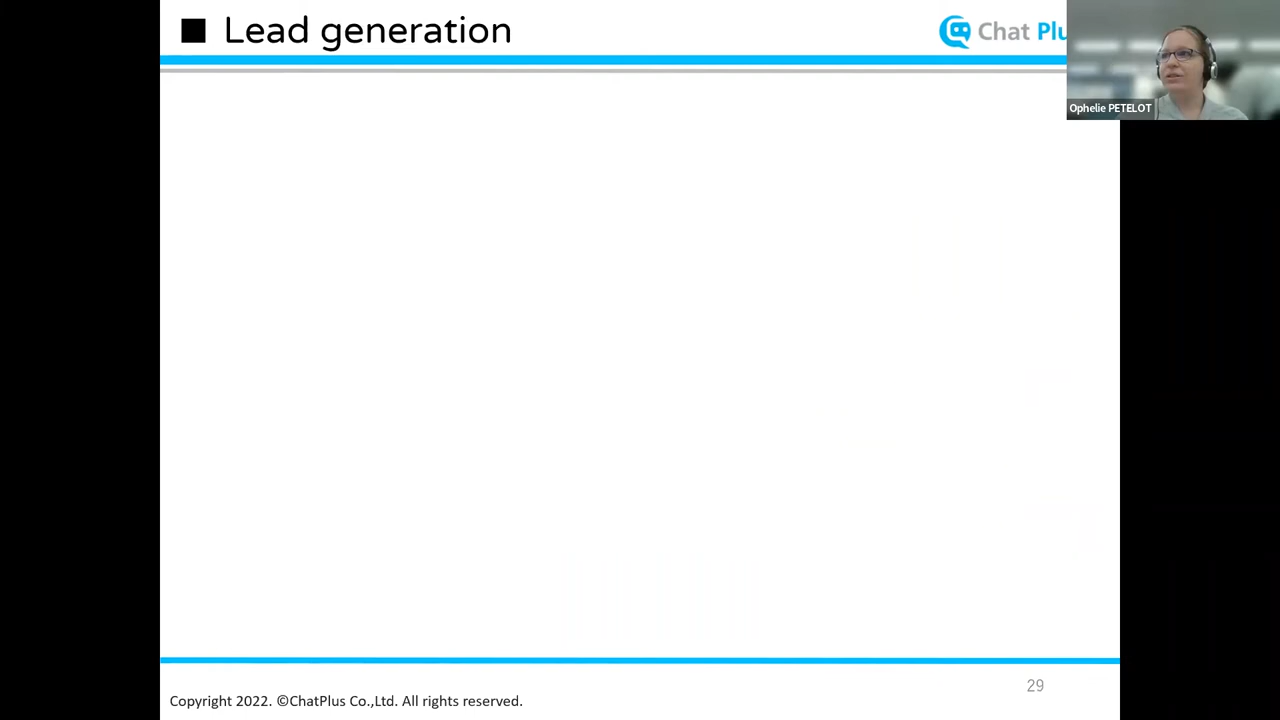 ■ Lead generation
Chat Plu
Ophelie PETELOT
29
Copyright 2022. ©ChatPlus Co.,Ltd. All rights reserved.